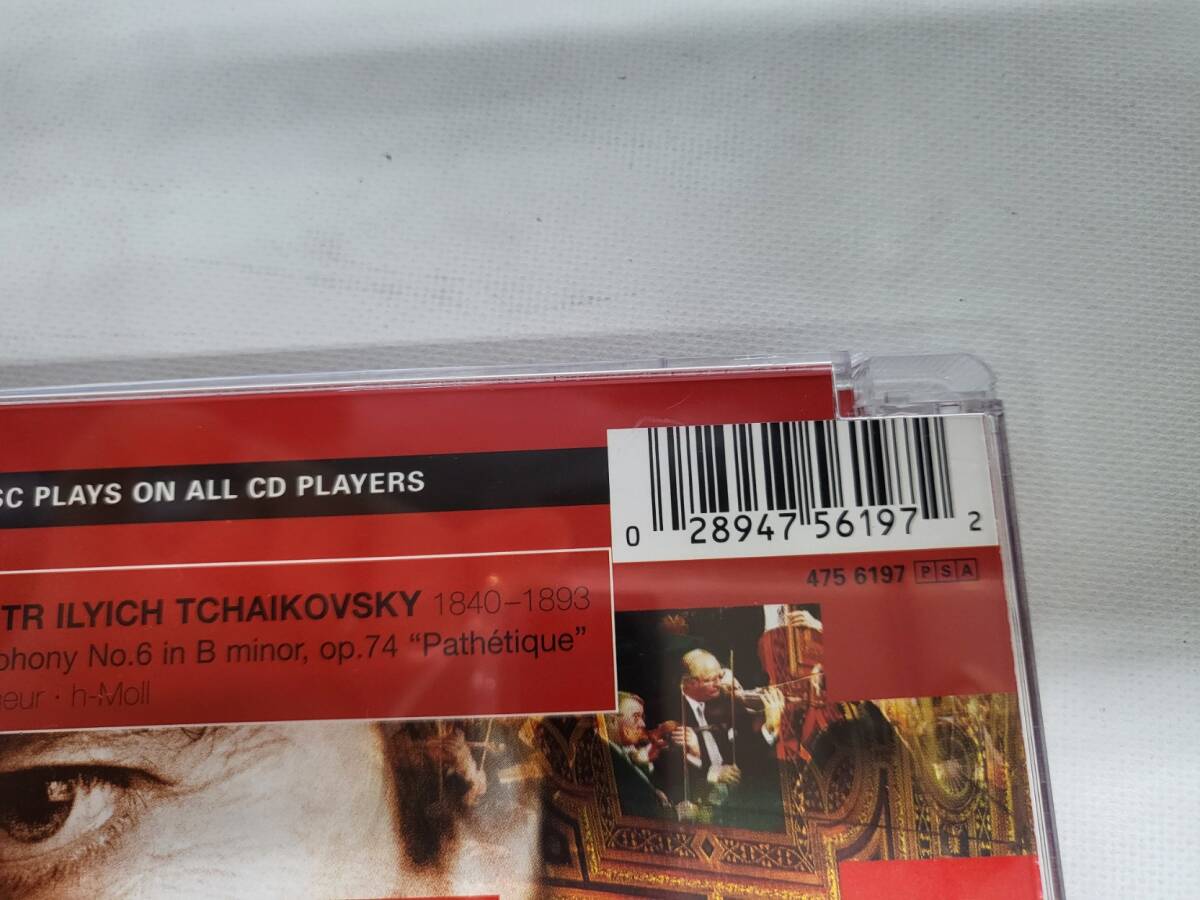 SC PLAYS ON ALL CD PLAYERS
0 28947 56197 2
475 6197 PSA
TR ILYICH TCHAIKOVSKY 1840–1893
phony No.6 in B minor, op.74 “Pathétique”
neur · h-Moll